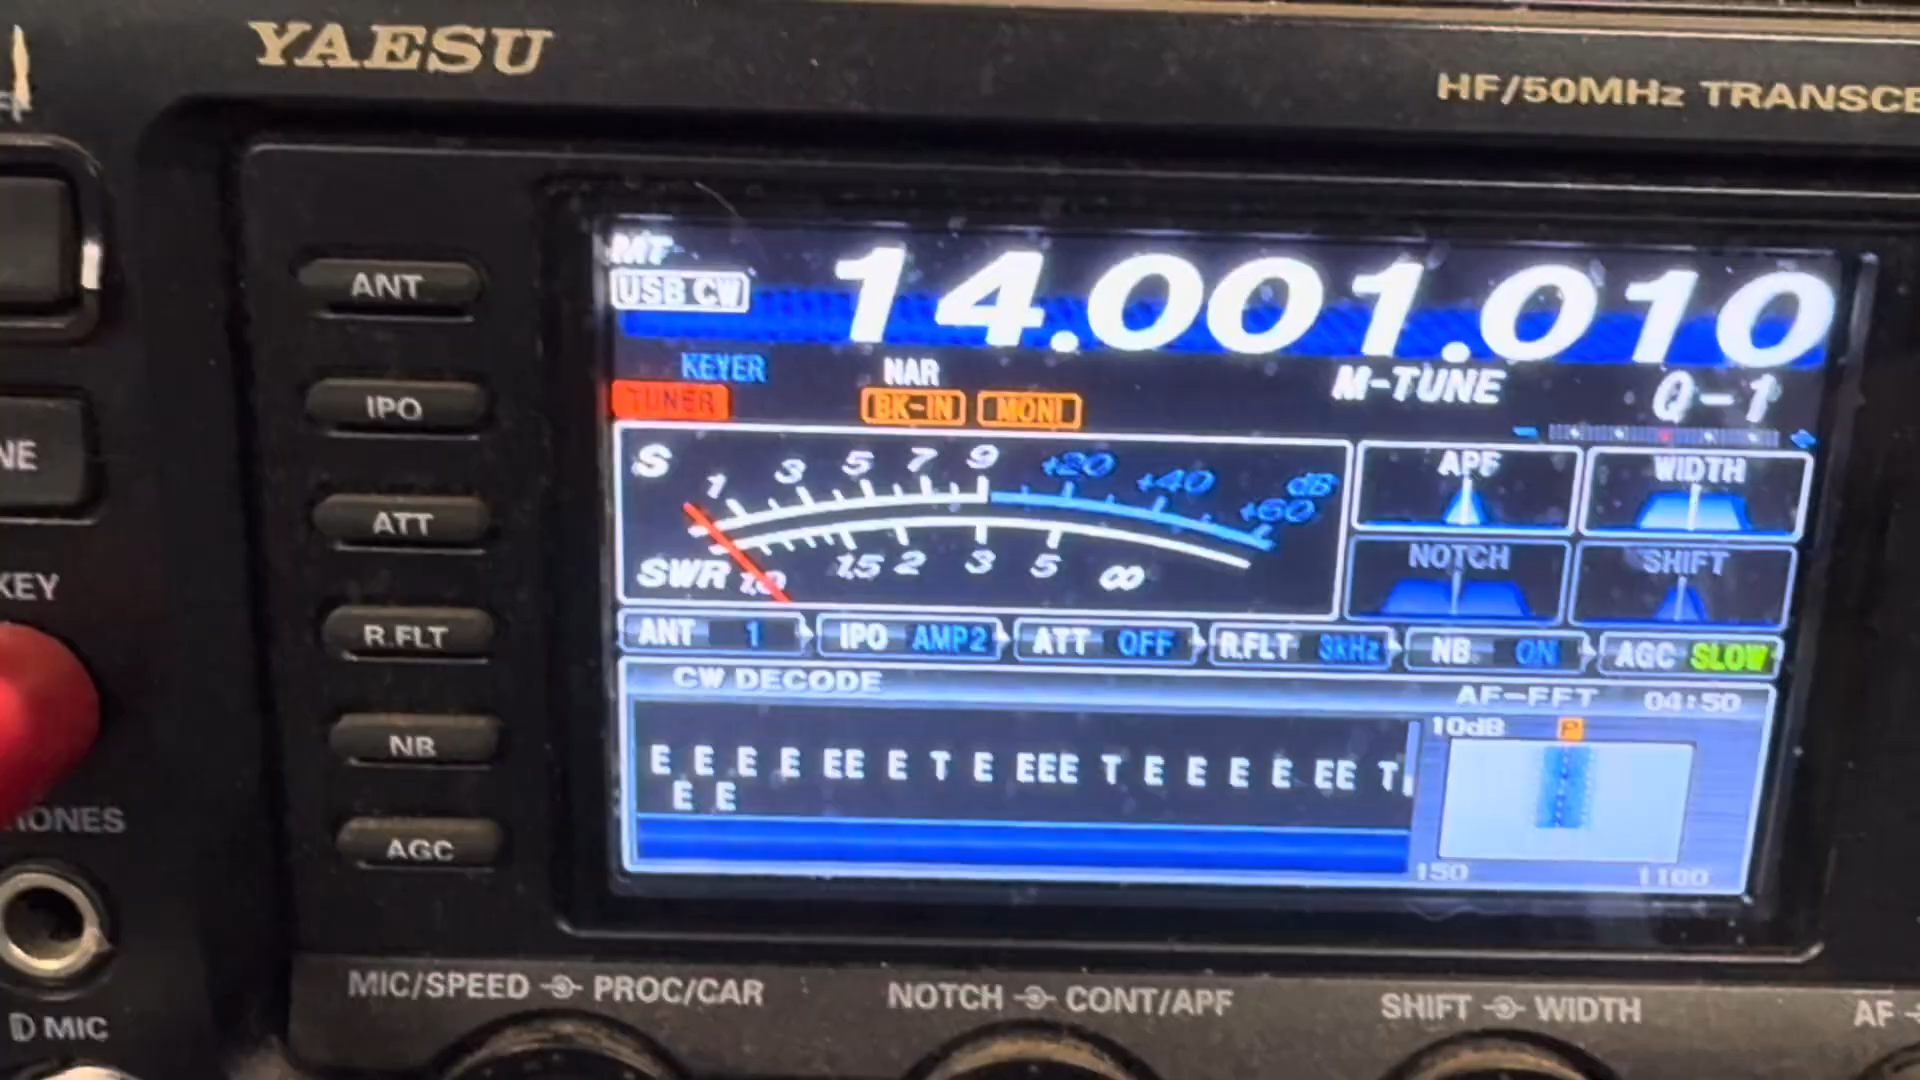 YAESU
HF/50MHz TRANSCE
MT
USB CW
14.001.010
KEYER
NAR
M-TUNE
Q-1
TUNER
BK-IN
MONI
S
1 3 5 7 9 +20 +40 +60 dB
SWR 1.0 1.5 2 3 5 ∞
APF
WIDTH
NOTCH
SHIFT
ANT 1
IPO AMP2
ATT OFF
R.FLT 3kHz
NB ON
AGC SLOW
CW DECODE
AF-FFT 04:50
E E E E EE E T E EEE T E E E E EE T
E E
10dB
P
150
1100
ANT
IPO
ATT
R.FLT
NB
AGC
NE
KEY
ONES
D MIC
MIC/SPEED PROC/CAR
NOTCH CONT/APF
SHIFT WIDTH
AF